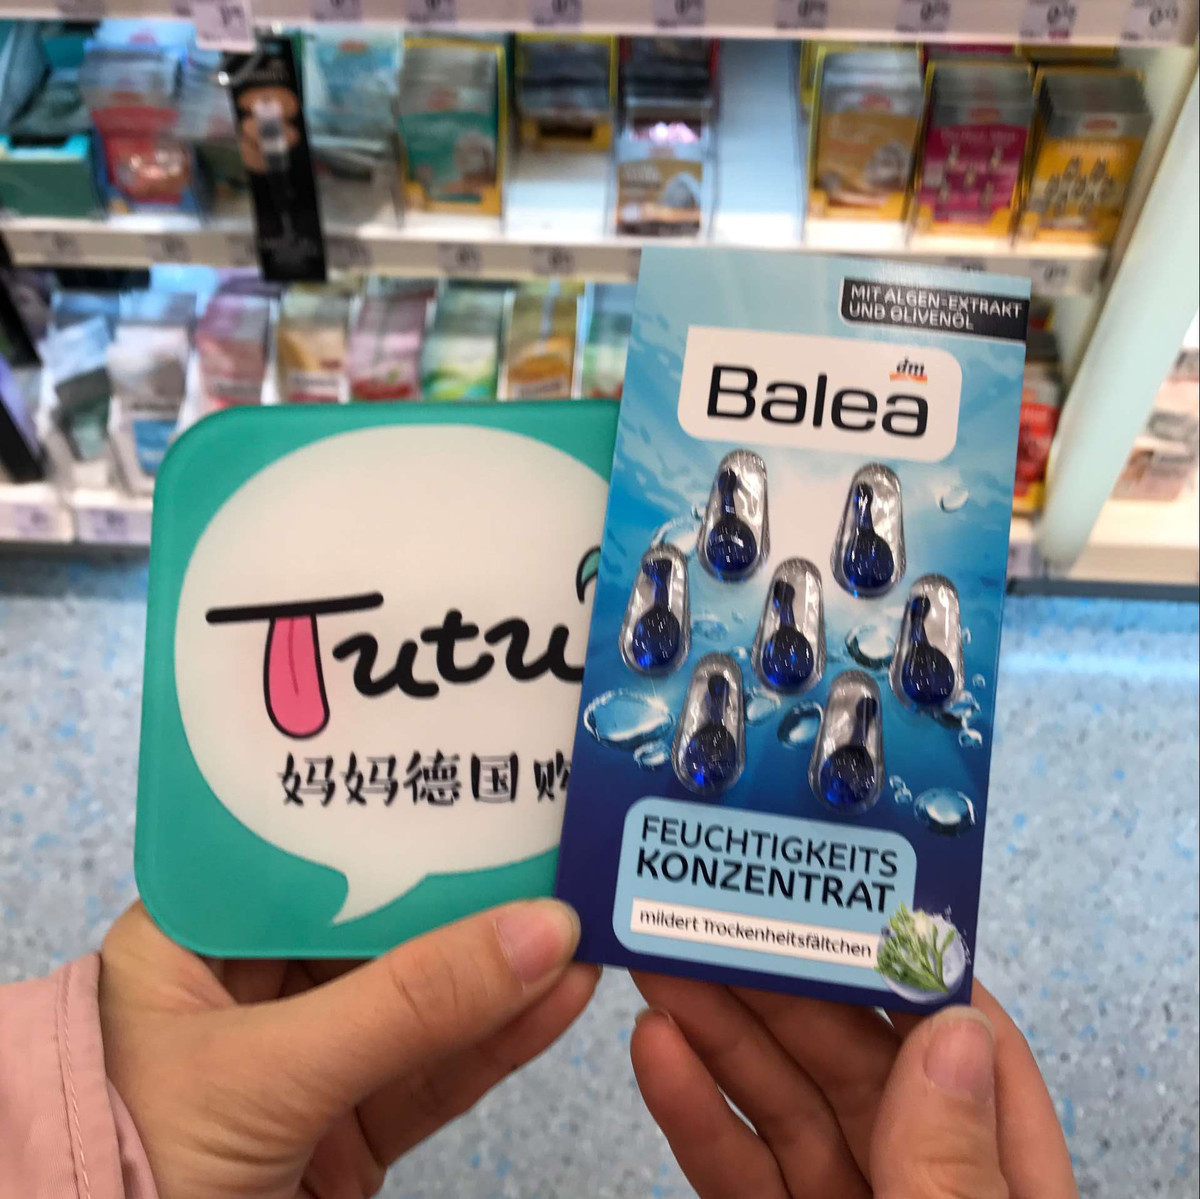 MIT ALGEN-EXTRAKT
UND OLIVENÖL
dm
Balea
Tutu
妈妈德国购
FEUCHTIGKEITS
KONZENTRAT
mildert Trockenheitsfältchen